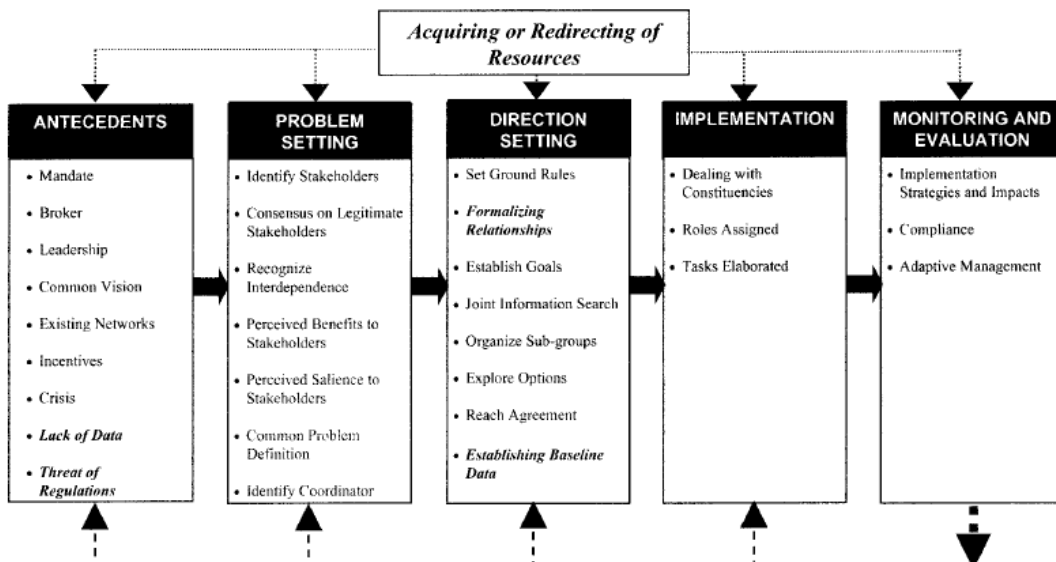 Acquiring or Redirecting of
Resources
ANTECEDENTS
• Mandate
• Broker
• Leadership
• Common Vision
• Existing Networks
• Incentives
• Crisis
• Lack of Data
• Threat of
Regulations
PROBLEM
SETTING
• Identify Stakeholders
• Consensus on Legitimate
Stakeholders
• Recognize
Interdependence
• Perceived Benefits to
Stakeholders
• Perceived Salience to
Stakeholders
• Common Problem
Definition
• Identify Coordinator
DIRECTION
SETTING
• Set Ground Rules
• Formalizing
Relationships
• Establish Goals
• Joint Information Search
• Organize Sub-groups
• Explore Options
• Reach Agreement
• Establishing Baseline
Data
IMPLEMENTATION
• Dealing with
Constituencies
• Roles Assigned
• Tasks Elaborated
MONITORING AND
EVALUATION
• Implementation
Strategies and Impacts
• Compliance
• Adaptive Management